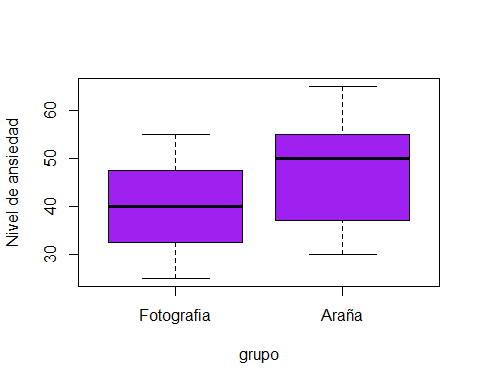 Nivel de ansiedad
60
50
40
30
Fotografia
Araña
grupo